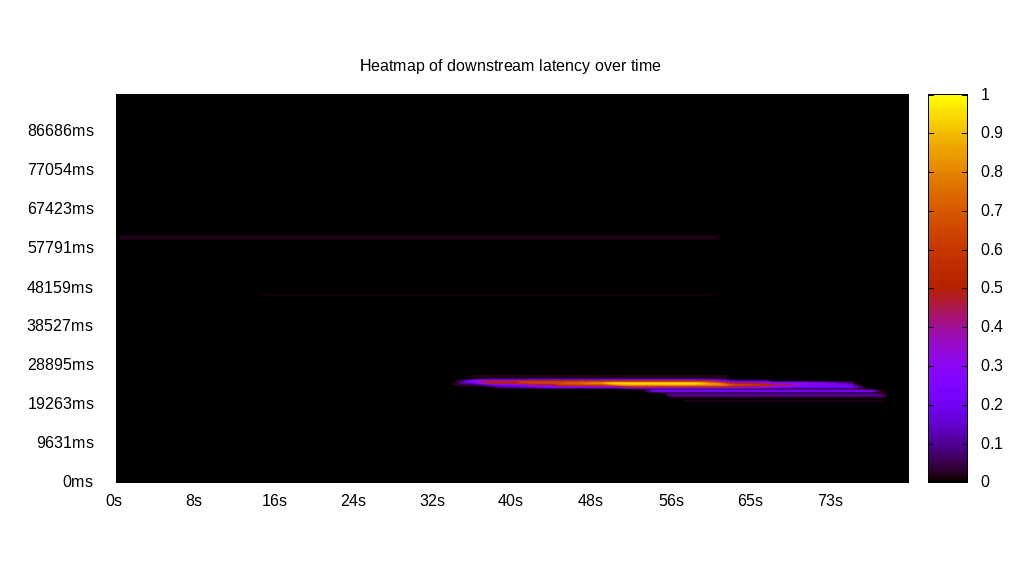 Heatmap of downstream latency over time
86686ms
77054ms
67423ms
57791ms
48159ms
38527ms
28895ms
19263ms
9631ms
0ms
0s 8s 16s 24s 32s 40s 48s 56s 65s 73s
1
0.9
0.8
0.7
0.6
0.5
0.4
0.3
0.2
0.1
0